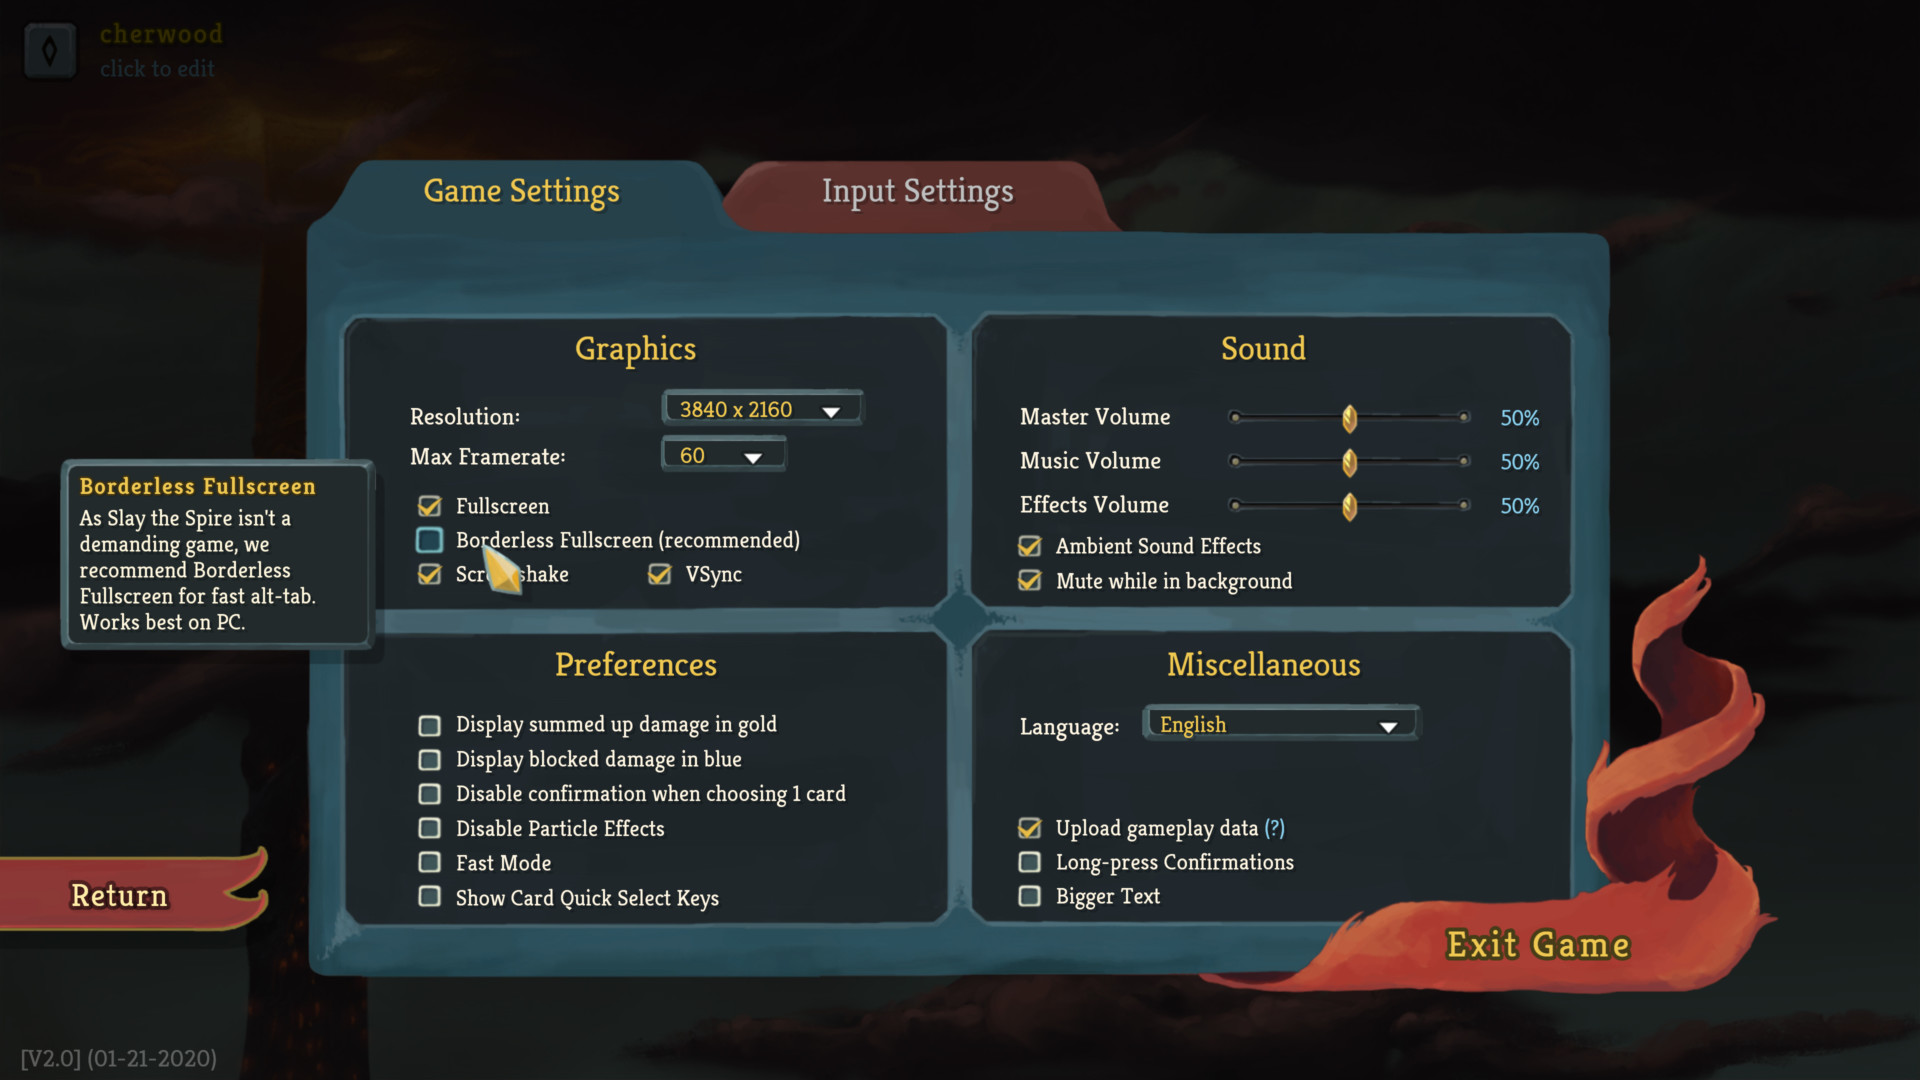 cherwood
click to edit
Game Settings
Input Settings
Graphics
Resolution:
3840 x 2160
Max Framerate:
60
Fullscreen
Borderless Fullscreen (recommended)
VSync
Borderless Fullscreen
As Slay the Spire isn't a
demanding game, we
recommend Borderless
Fullscreen for fast alt-tab.
Works best on PC.
Sound
Master Volume
50%
Music Volume
50%
Effects Volume
50%
Ambient Sound Effects
Mute while in background
Preferences
Display summed up damage in gold
Display blocked damage in blue
Disable confirmation when choosing 1 card
Disable Particle Effects
Fast Mode
Show Card Quick Select Keys
Miscellaneous
Language:
English
Upload gameplay data (?)
Long-press Confirmations
Bigger Text
Return
Exit Game
[V2.0] (01-21-2020)